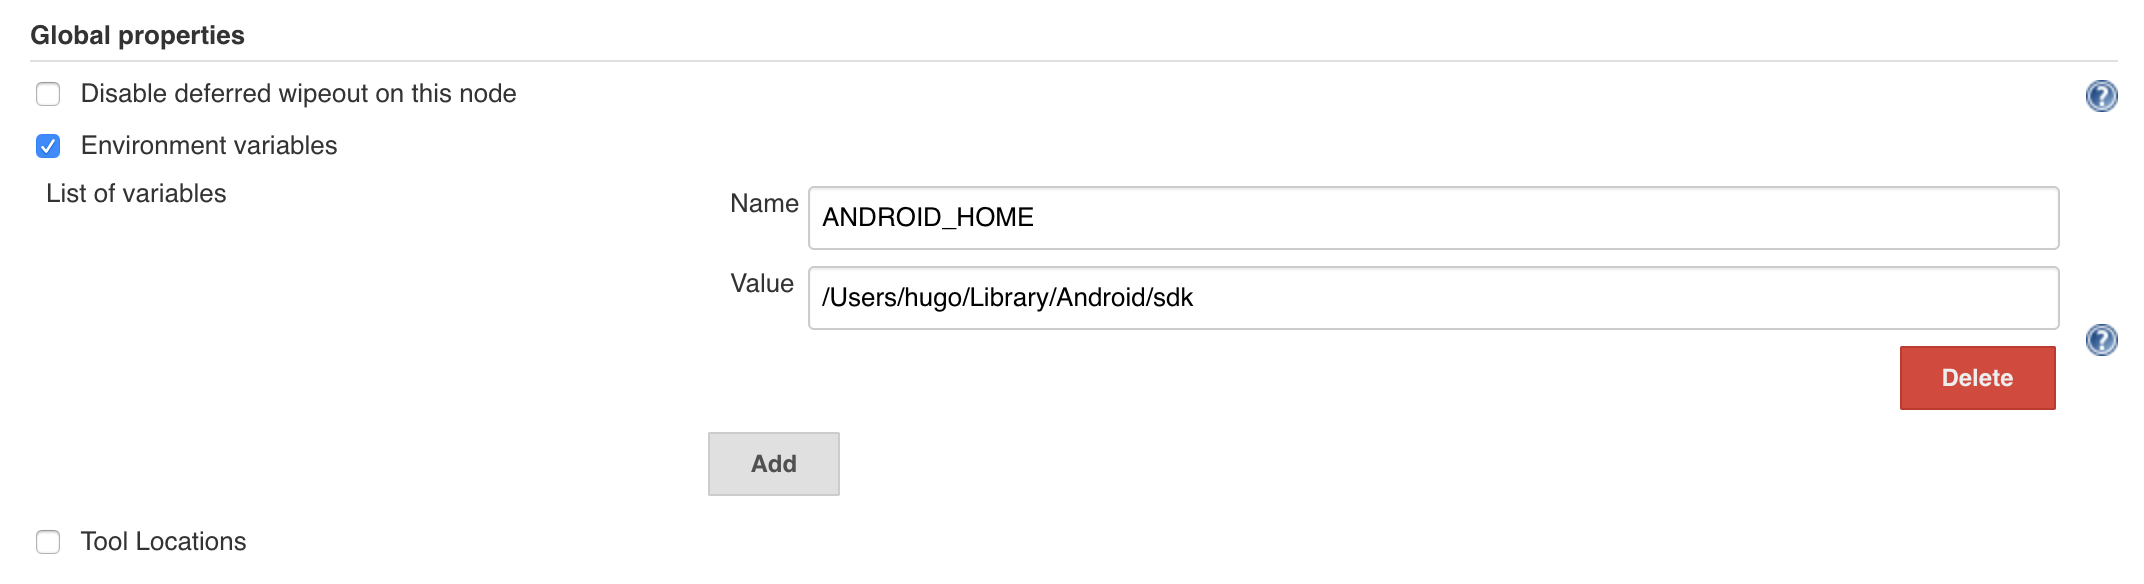 Global properties
Disable deferred wipeout on this node
?
Environment variables
List of variables
Name
ANDROID_HOME
Value
/Users/hugo/Library/Android/sdk
?
Delete
Add
Tool Locations